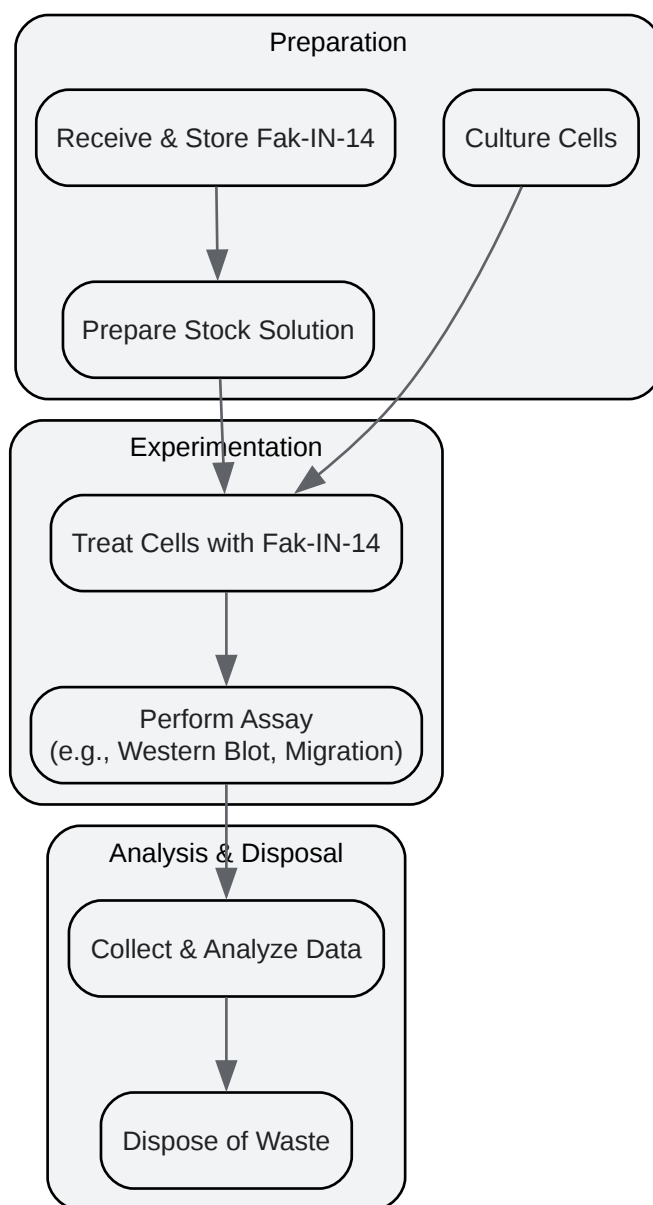 Preparation
Receive & Store Fak-IN-14
Culture Cells
Prepare Stock Solution
Experimentation
Treat Cells with Fak-IN-14
Perform Assay
(e.g., Western Blot, Migration)
Analysis & Disposal
Collect & Analyze Data
Dispose of Waste